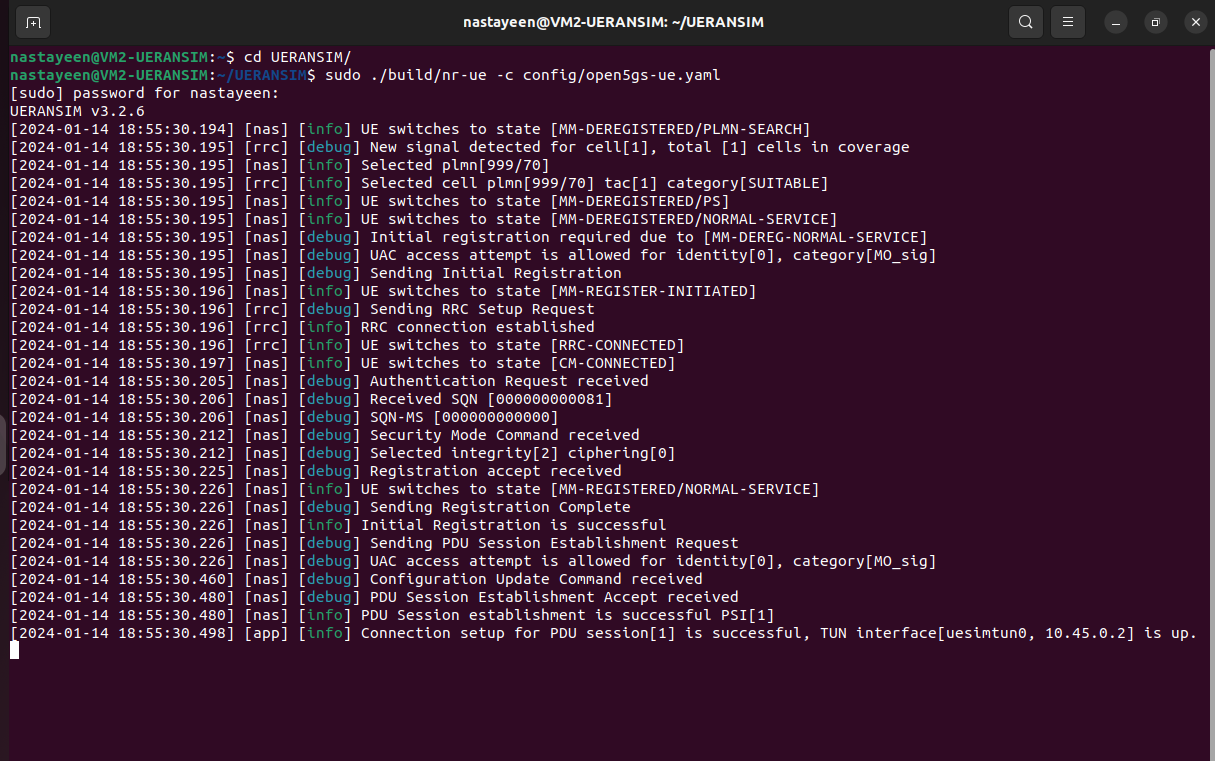 nastayeen@VM2-UERANSIM: ~/UERANSIM
nastayeen@VM2-UERANSIM:~$ cd UERANSIM/
nastayeen@VM2-UERANSIM:~/UERANSIM$ sudo ./build/nr-ue -c config/open5gs-ue.yaml
[sudo] password for nastayeen:
UERANSIM v3.2.6
[2024-01-14 18:55:30.194] [nas] [info] UE switches to state [MM-DEREGISTERED/PLMN-SEARCH]
[2024-01-14 18:55:30.195] [rrc] [debug] New signal detected for cell[1], total [1] cells in coverage
[2024-01-14 18:55:30.195] [nas] [info] Selected plmn[999/70]
[2024-01-14 18:55:30.195] [rrc] [info] Selected cell plmn[999/70] tac[1] category[SUITABLE]
[2024-01-14 18:55:30.195] [nas] [info] UE switches to state [MM-DEREGISTERED/PS]
[2024-01-14 18:55:30.195] [nas] [info] UE switches to state [MM-DEREGISTERED/NORMAL-SERVICE]
[2024-01-14 18:55:30.195] [nas] [debug] Initial registration required due to [MM-DEREG-NORMAL-SERVICE]
[2024-01-14 18:55:30.195] [nas] [debug] UAC access attempt is allowed for identity[0], category[MO_sig]
[2024-01-14 18:55:30.195] [nas] [debug] Sending Initial Registration
[2024-01-14 18:55:30.196] [nas] [info] UE switches to state [MM-REGISTER-INITIATED]
[2024-01-14 18:55:30.196] [rrc] [debug] Sending RRC Setup Request
[2024-01-14 18:55:30.196] [rrc] [info] RRC connection established
[2024-01-14 18:55:30.196] [rrc] [info] UE switches to state [RRC-CONNECTED]
[2024-01-14 18:55:30.197] [nas] [info] UE switches to state [CM-CONNECTED]
[2024-01-14 18:55:30.205] [nas] [debug] Authentication Request received
[2024-01-14 18:55:30.206] [nas] [debug] Received SQN [000000000081]
[2024-01-14 18:55:30.206] [nas] [debug] SQN-MS [000000000000]
[2024-01-14 18:55:30.212] [nas] [debug] Security Mode Command received
[2024-01-14 18:55:30.212] [nas] [debug] Selected integrity[2] ciphering[0]
[2024-01-14 18:55:30.225] [nas] [debug] Registration accept received
[2024-01-14 18:55:30.226] [nas] [info] UE switches to state [MM-REGISTERED/NORMAL-SERVICE]
[2024-01-14 18:55:30.226] [nas] [debug] Sending Registration Complete
[2024-01-14 18:55:30.226] [nas] [info] Initial Registration is successful
[2024-01-14 18:55:30.226] [nas] [debug] Sending PDU Session Establishment Request
[2024-01-14 18:55:30.226] [nas] [debug] UAC access attempt is allowed for identity[0], category[MO_sig]
[2024-01-14 18:55:30.460] [nas] [debug] Configuration Update Command received
[2024-01-14 18:55:30.480] [nas] [debug] PDU Session Establishment Accept received
[2024-01-14 18:55:30.480] [nas] [info] PDU Session establishment is successful PSI[1]
[2024-01-14 18:55:30.498] [app] [info] Connection setup for PDU session[1] is successful, TUN interface[uesimtun0, 10.45.0.2] is up.